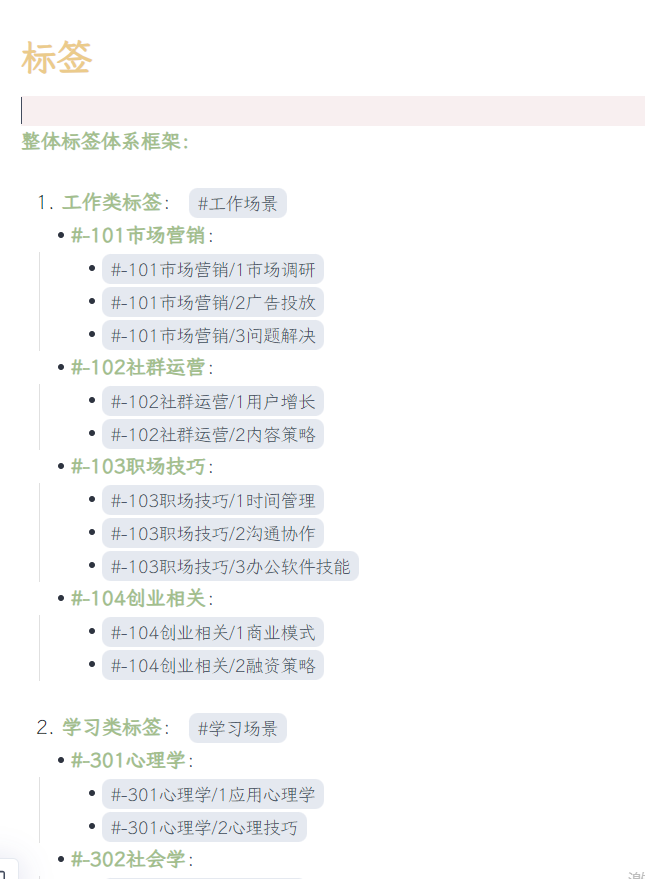 标签
整体标签体系框架：
1. 工作类标签： #工作场景
#-101市场营销：
#-101市场营销/1市场调研
#-101市场营销/2广告投放
#-101市场营销/3问题解决
#-102社群运营：
#-102社群运营/1用户增长
#-102社群运营/2内容策略
#-103职场技巧：
#-103职场技巧/1时间管理
#-103职场技巧/2沟通协作
#-103职场技巧/3办公软件技能
#-104创业相关：
#-104创业相关/1商业模式
#-104创业相关/2融资策略
2. 学习类标签： #学习场景
#-301心理学：
#-301心理学/1应用心理学
#-301心理学/2心理技巧
#-302社会学：